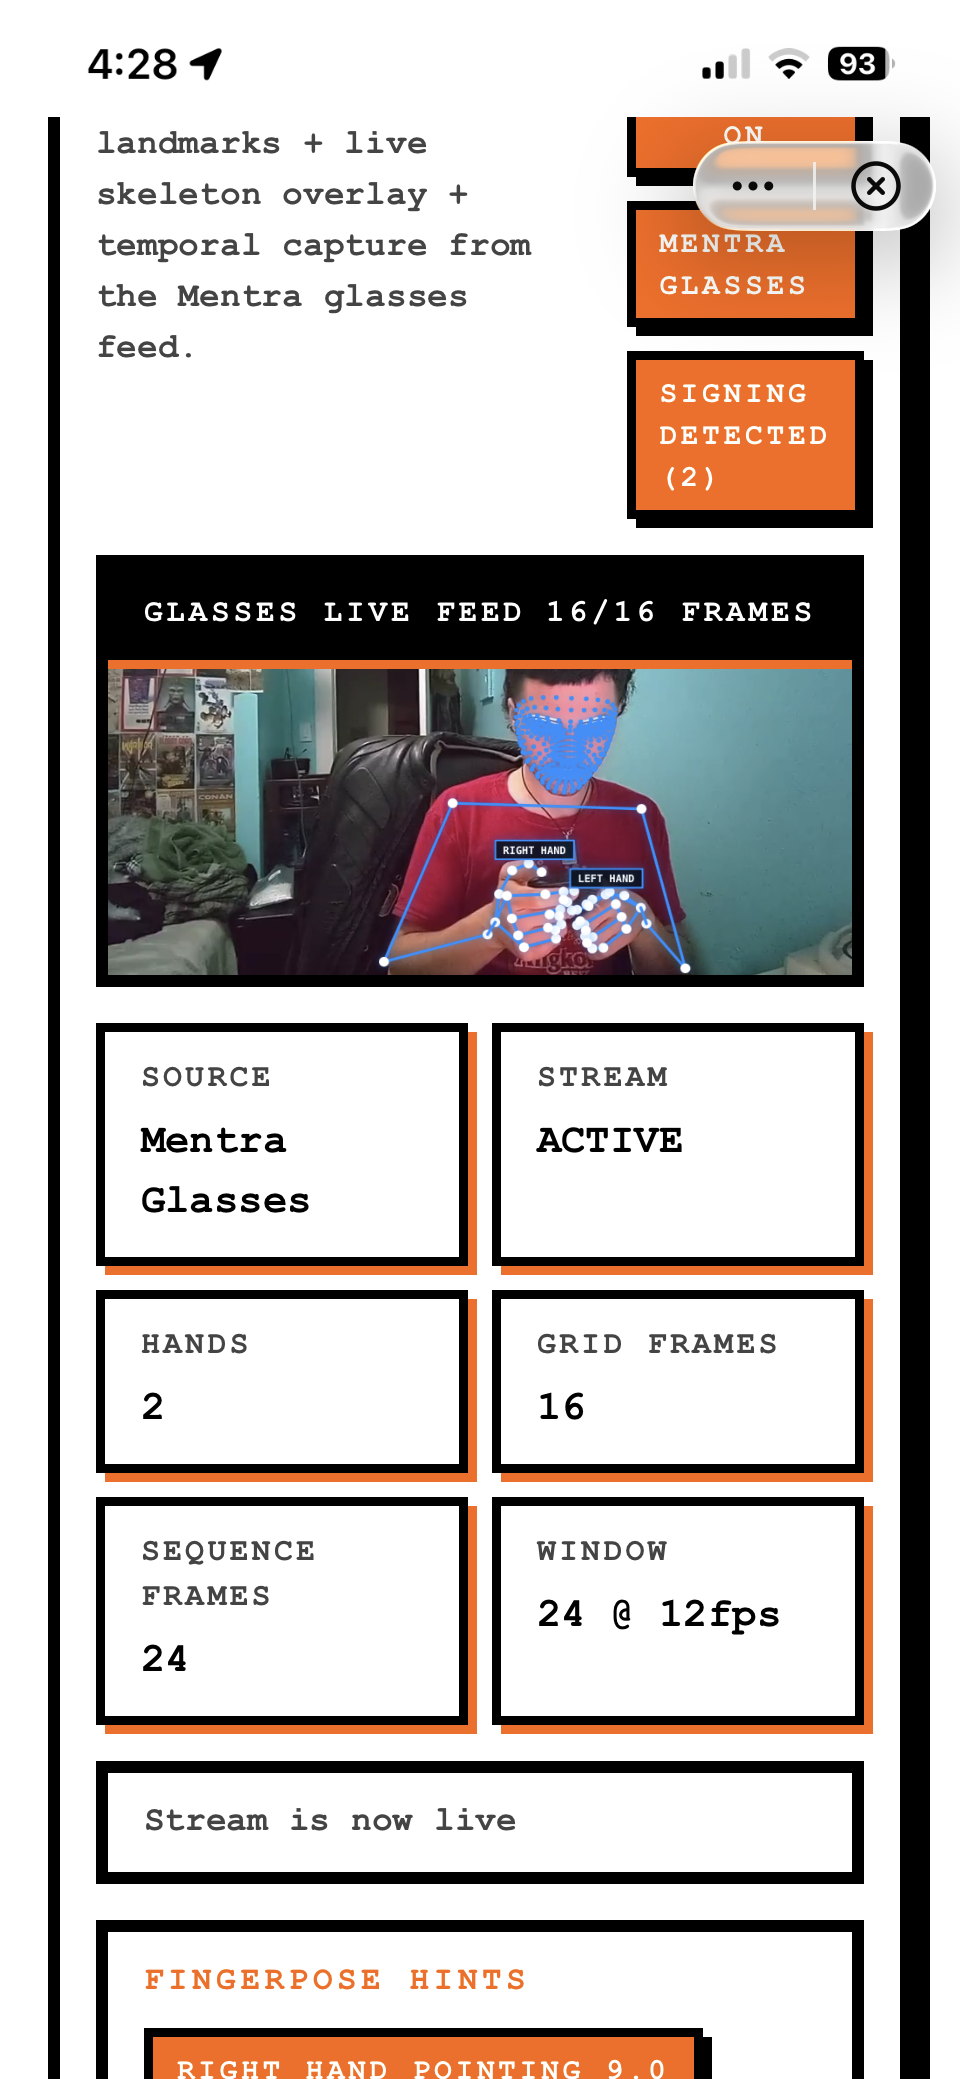 4:28
93
landmarks + live
skeleton overlay +
temporal capture from
the Mentra glasses
feed.
ON
MENTRA
GLASSES
SIGNING
DETECTED
(2)
GLASSES LIVE FEED 16/16 FRAMES
CONAN
RIGHT HAND
LEFT HAND
SOURCE
Mentra
Glasses
STREAM
ACTIVE
HANDS
2
GRID FRAMES
16
SEQUENCE
FRAMES
24
WINDOW
24 @ 12fps
Stream is now live
FINGERPOSE HINTS
RIGHT HAND POINTING 9.0